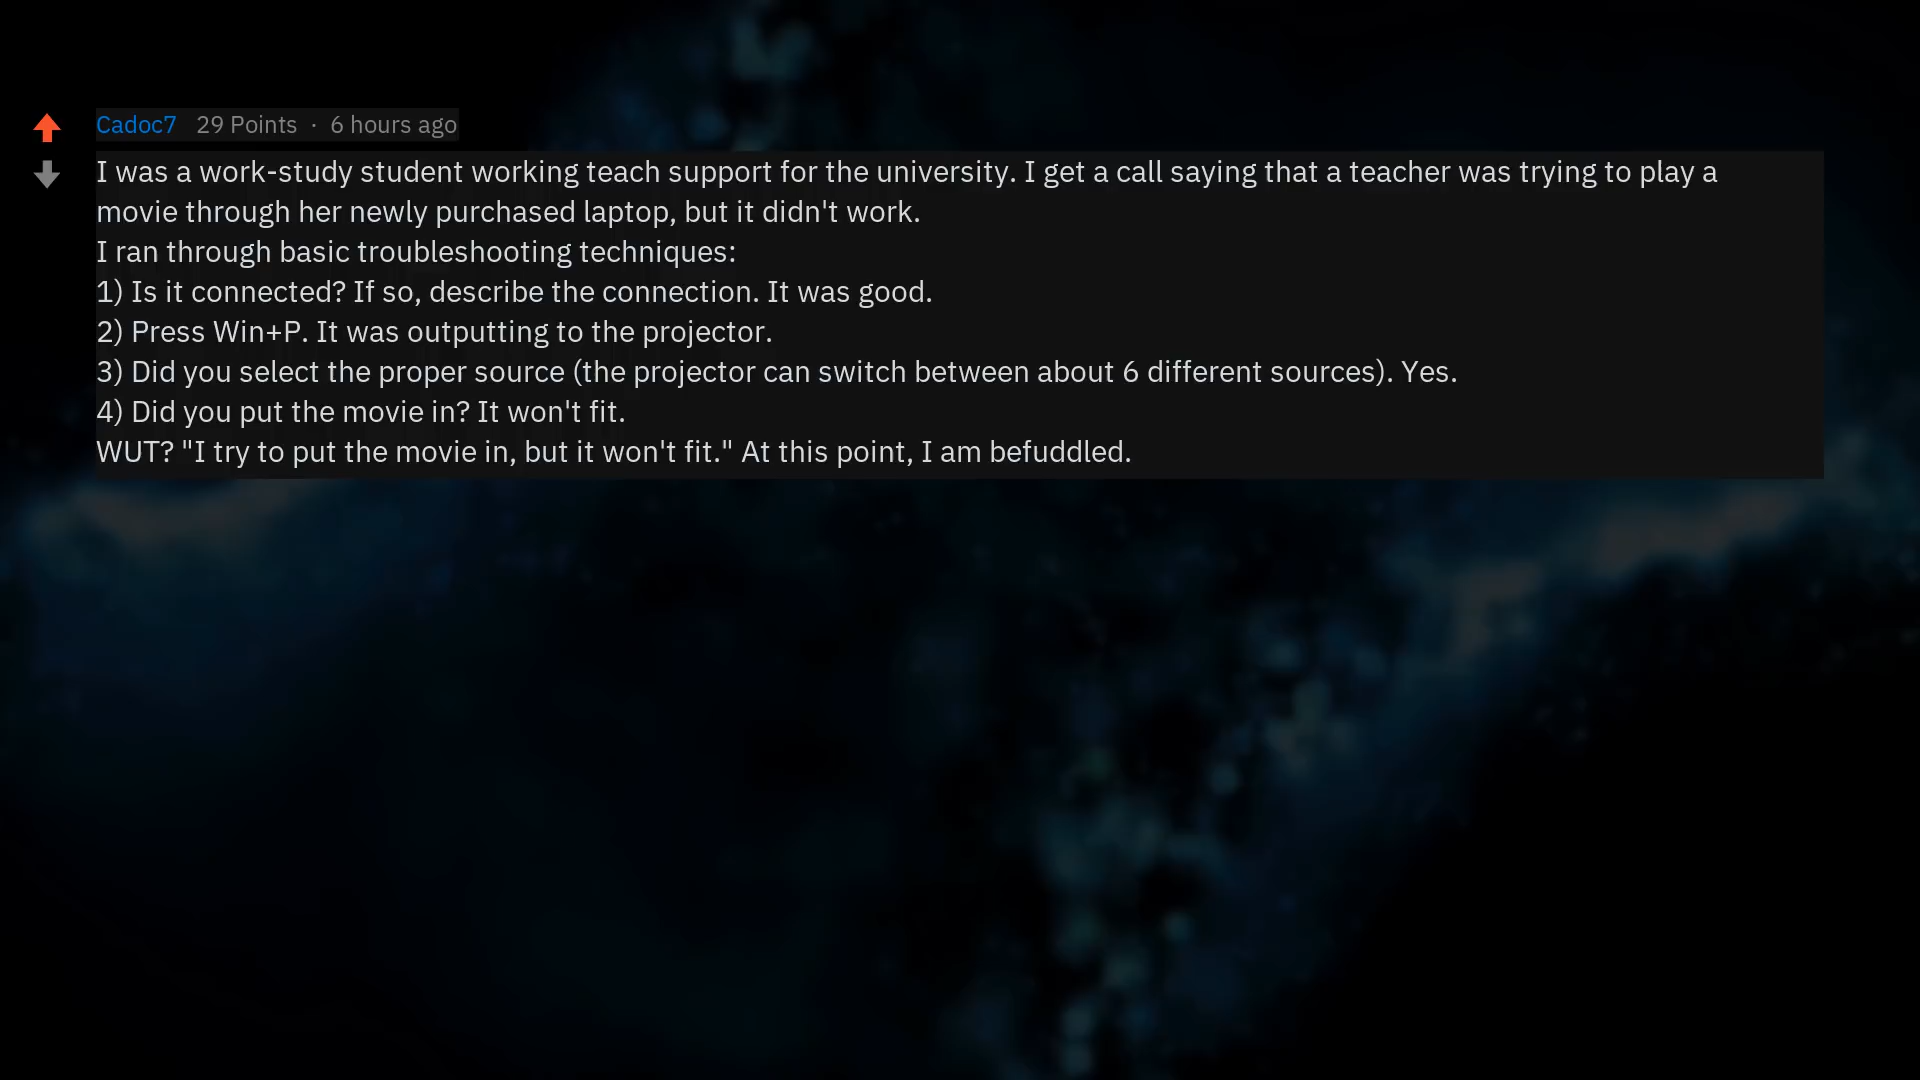 Cadoc7 29 Points · 6 hours ago
I was a work-study student working teach support for the university. I get a call saying that a teacher was trying to play a
movie through her newly purchased laptop, but it didn't work.
I ran through basic troubleshooting techniques:
1) Is it connected? If so, describe the connection. It was good.
2) Press Win+P. It was outputting to the projector.
3) Did you select the proper source (the projector can switch between about 6 different sources). Yes.
4) Did you put the movie in? It won't fit.
WUT? "I try to put the movie in, but it won't fit." At this point, I am befuddled.